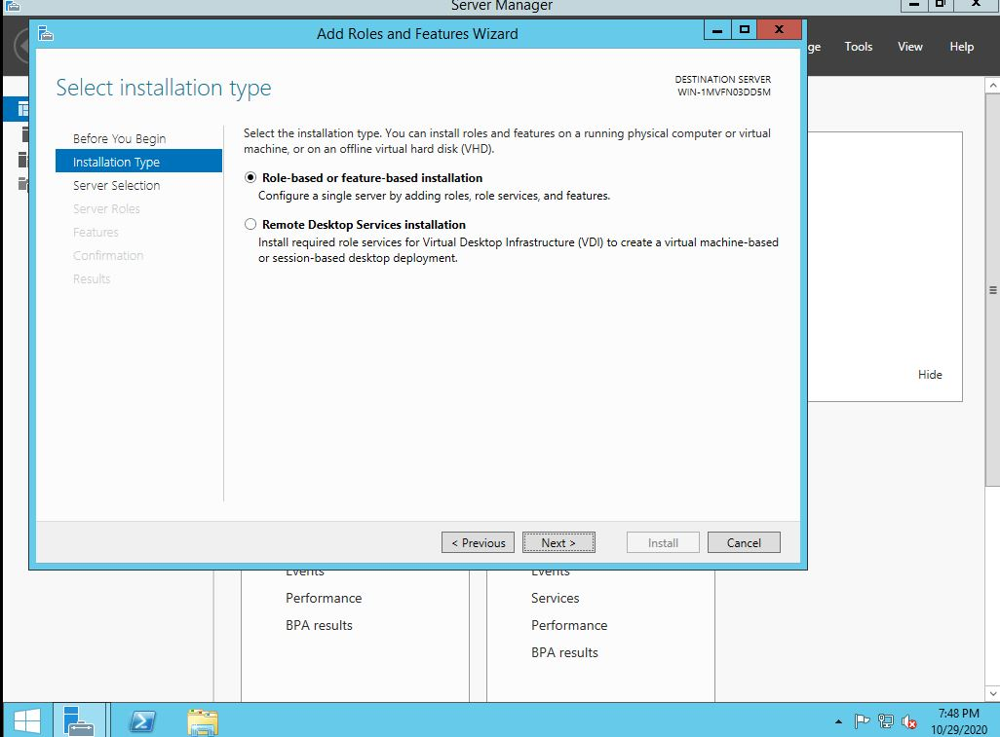 Server Manager
Add Roles and Features Wizard
ge Tools View Help
Select installation type
DESTINATION SERVER
WIN-1MVFN03DD5M
Before You Begin
Installation Type
Server Selection
Server Roles
Features
Confirmation
Results
Select the installation type. You can install roles and features on a running physical computer or virtual
machine, or on an offline virtual hard disk (VHD).
Role-based or feature-based installation
Configure a single server by adding roles, role services, and features.
Remote Desktop Services installation
Install required role services for Virtual Desktop Infrastructure (VDI) to create a virtual machine-based
or session-based desktop deployment.
Hide
< Previous Next > Install Cancel
Events
Performance
BPA results
Events
Services
Performance
BPA results
7:48 PM
10/29/2020